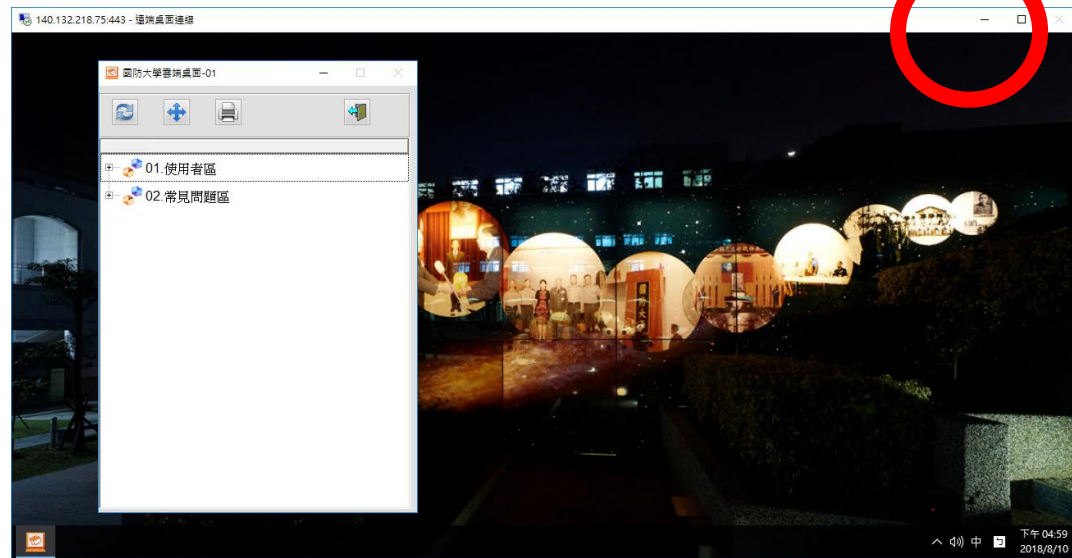 140.132.218.75:443 - 遠端桌面連線
國防大學雲端桌面-01
01.使用者區
02.常見問題區
中
下午 04:59
2018/8/10